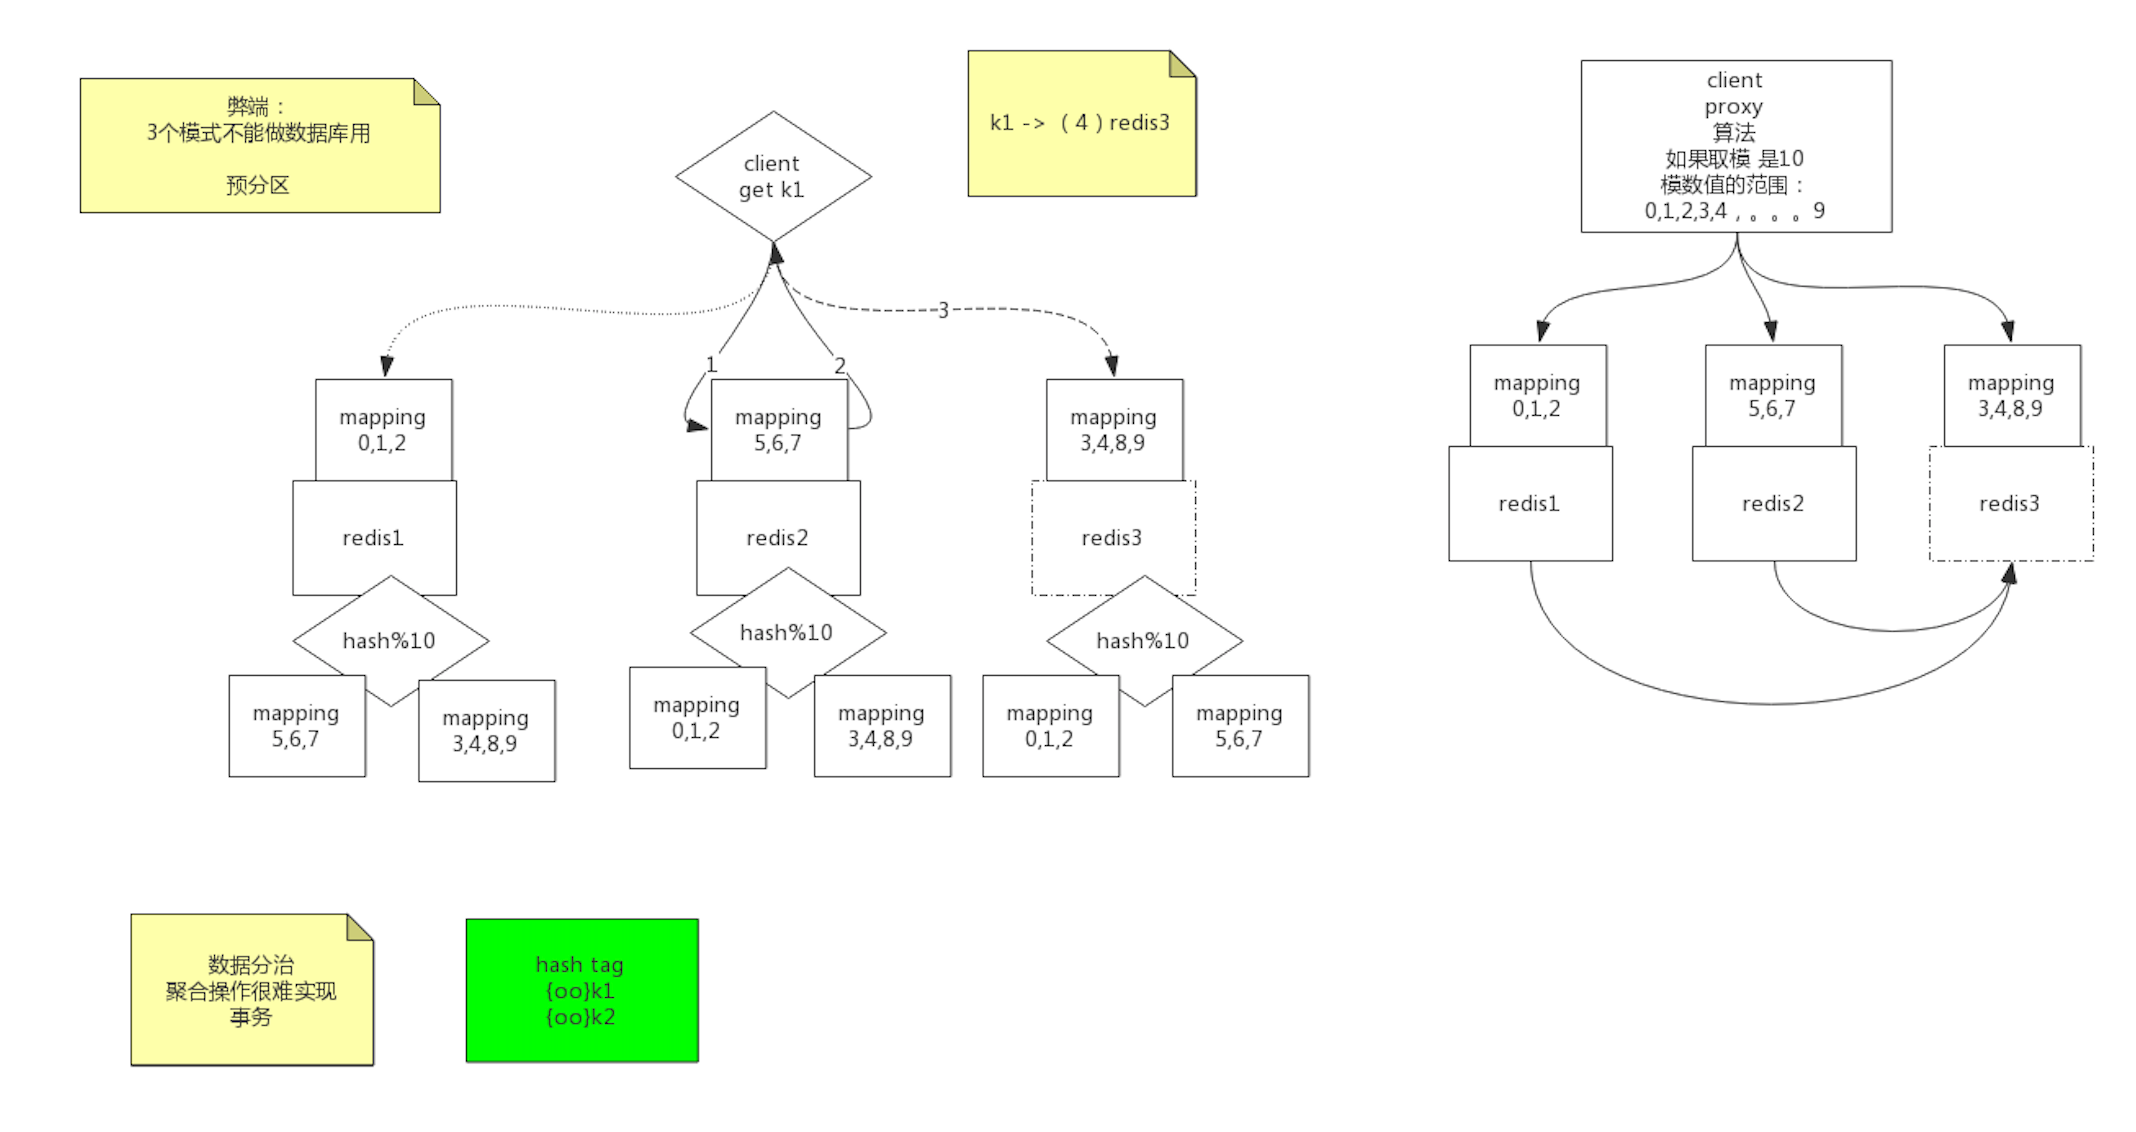 弊端：
3个模式不能做数据库用
预分区
client
get k1
k1 -> （4）redis3
client
proxy
算法
如果取模 是10
模数值的范围：
0,1,2,3,4，。。。9
1
2
3
mapping
0,1,2
redis1
hash%10
mapping
5,6,7
mapping
3,4,8,9
mapping
5,6,7
redis2
hash%10
mapping
0,1,2
mapping
3,4,8,9
mapping
3,4,8,9
redis3
hash%10
mapping
0,1,2
mapping
5,6,7
mapping
0,1,2
redis1
mapping
5,6,7
redis2
mapping
3,4,8,9
redis3
数据分治
聚合操作很难实现
事务
hash tag
{oo}k1
{oo}k2